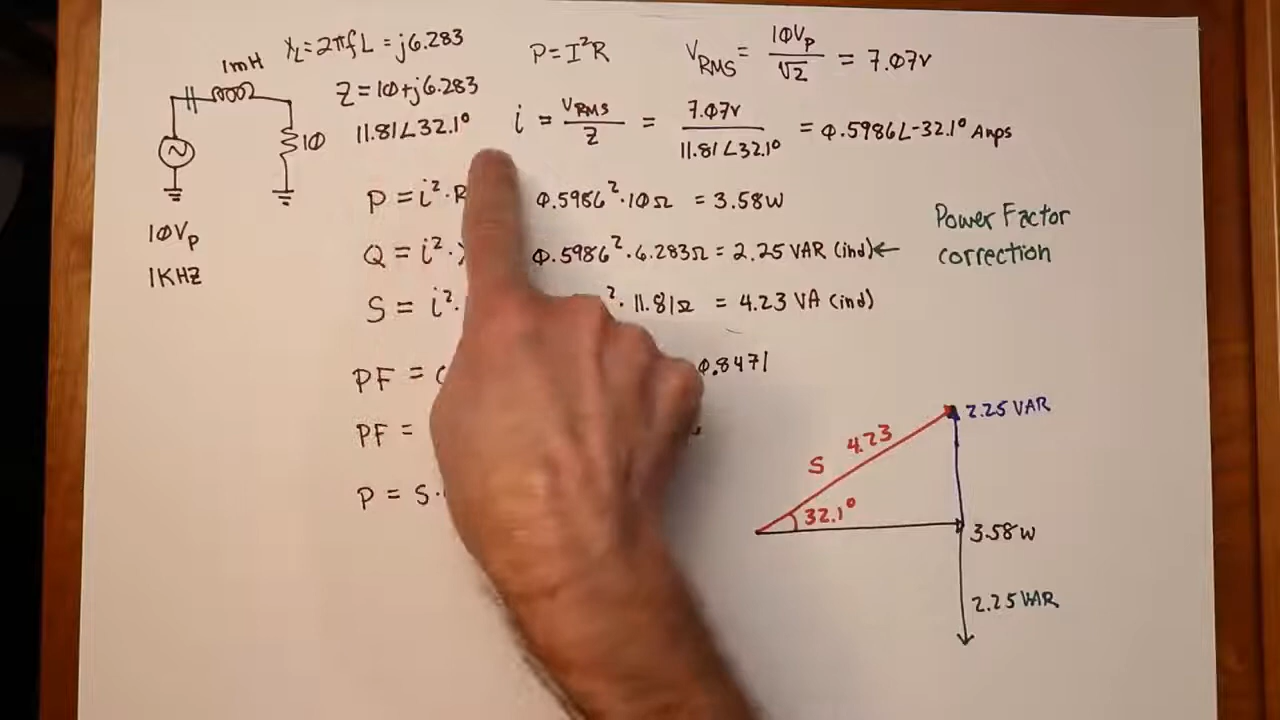 1mH
X_L = 2πfL = j6.283
Z = 10 + j6.283
11.81∠32.1°
10
10Vp
1KHZ
P = I²R
V_RMS = 10Vp / √2 = 7.07v
i = V_RMS / Z = 7.07v / 11.81∠32.1° = 0.5986∠-32.1° Amps
P = i²·R 0.5986²·10Ω = 3.58W
Q = i²· 0.5986²·6.283Ω = 2.25 VAR (ind) ←
S = i²· ²·11.81Ω = 4.23 VA (ind)
PF = 0.8471
PF =
P = S·
Power Factor
correction
2.25 VAR
S 4.23
32.1°
3.58W
2.25 VAR